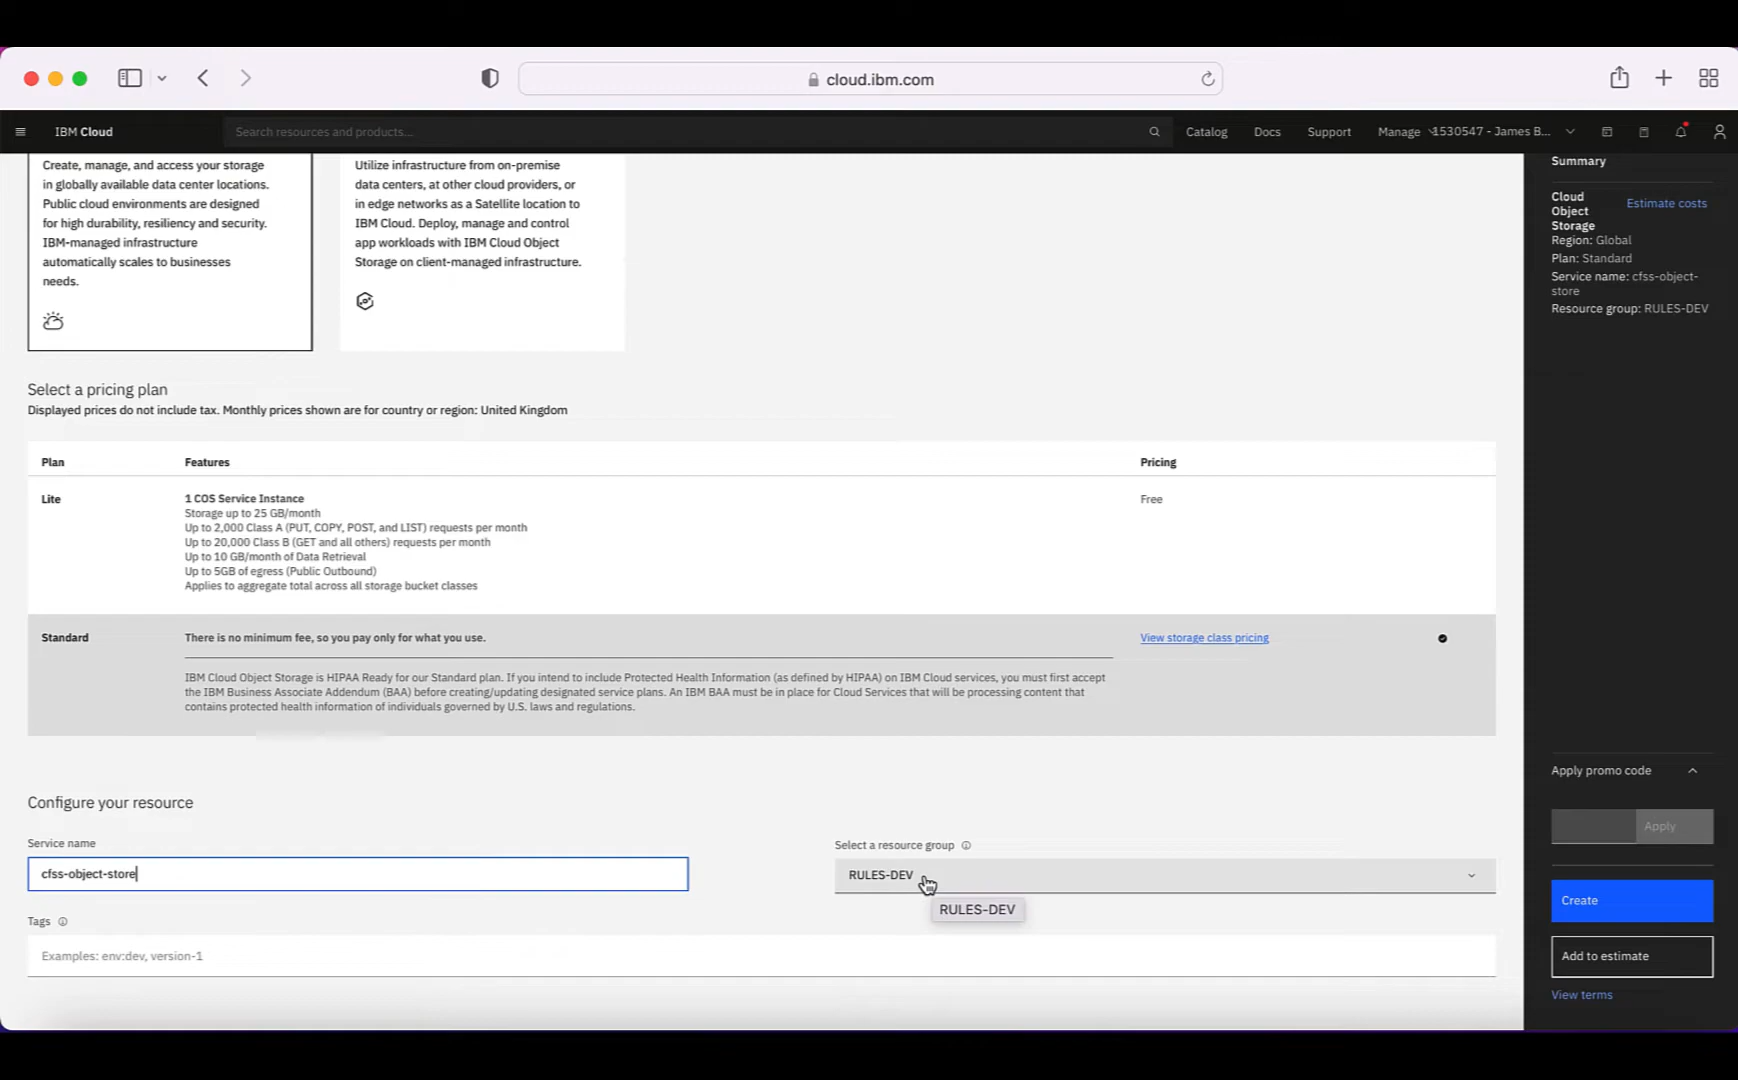 cloud.ibm.com
IBM Cloud
Search resources and products...
Catalog
Docs
Support
Manage
1530547 - James B...
Create, manage, and access your storage
in globally available data center locations.
Public cloud environments are designed
for high durability, resiliency and security.
IBM-managed infrastructure
automatically scales to businesses
needs.
Utilize infrastructure from on-premise
data centers, at other cloud providers, or
in edge networks as a Satellite location to
IBM Cloud. Deploy, manage and control
app workloads with IBM Cloud Object
Storage on client-managed infrastructure.
Select a pricing plan
Displayed prices do not include tax. Monthly prices shown are for country or region: United Kingdom
Plan Features Pricing
Lite 1 COS Service Instance Free
Storage up to 25 GB/month
Up to 2,000 Class A (PUT, COPY, POST, and LIST) requests per month
Up to 20,000 Class B (GET and all others) requests per month
Up to 10 GB/month of Data Retrieval
Up to 5GB of egress (Public Outbound)
Applies to aggregate total across all storage bucket classes
Standard There is no minimum fee, so you pay only for what you use. View storage class pricing
IBM Cloud Object Storage is HIPAA Ready for our Standard plan. If you intend to include Protected Health Information (as defined by HIPAA) on IBM Cloud services, you must first accept
the IBM Business Associate Addendum (BAA) before creating/updating designated service plans. An IBM BAA must be in place for Cloud Services that will be processing content that
contains protected health information of individuals governed by U.S. laws and regulations.
Configure your resource
Service name
cfss-object-store
Select a resource group
RULES-DEV
RULES-DEV
Tags
Examples: env:dev, version-1
Summary
Cloud
Object
Storage
Estimate costs
Region: Global
Plan: Standard
Service name: cfss-object-
store
Resource group: RULES-DEV
Apply promo code
Apply
Create
Add to estimate
View terms